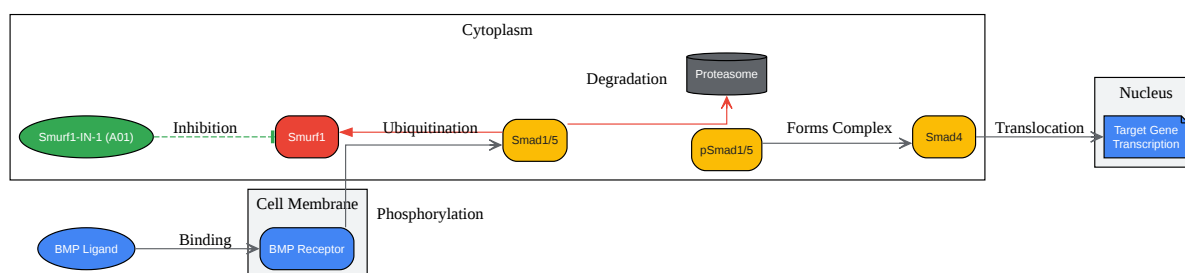 Cytoplasm
Degradation
Proteasome
Nucleus
Smurf1-IN-1 (A01)
Inhibition
Smurf1
Ubiquitination
Smad1/5
pSmad1/5
Forms Complex
Smad4
Translocation
Target Gene
Transcription
Cell Membrane
Phosphorylation
BMP Ligand
Binding
BMP Receptor